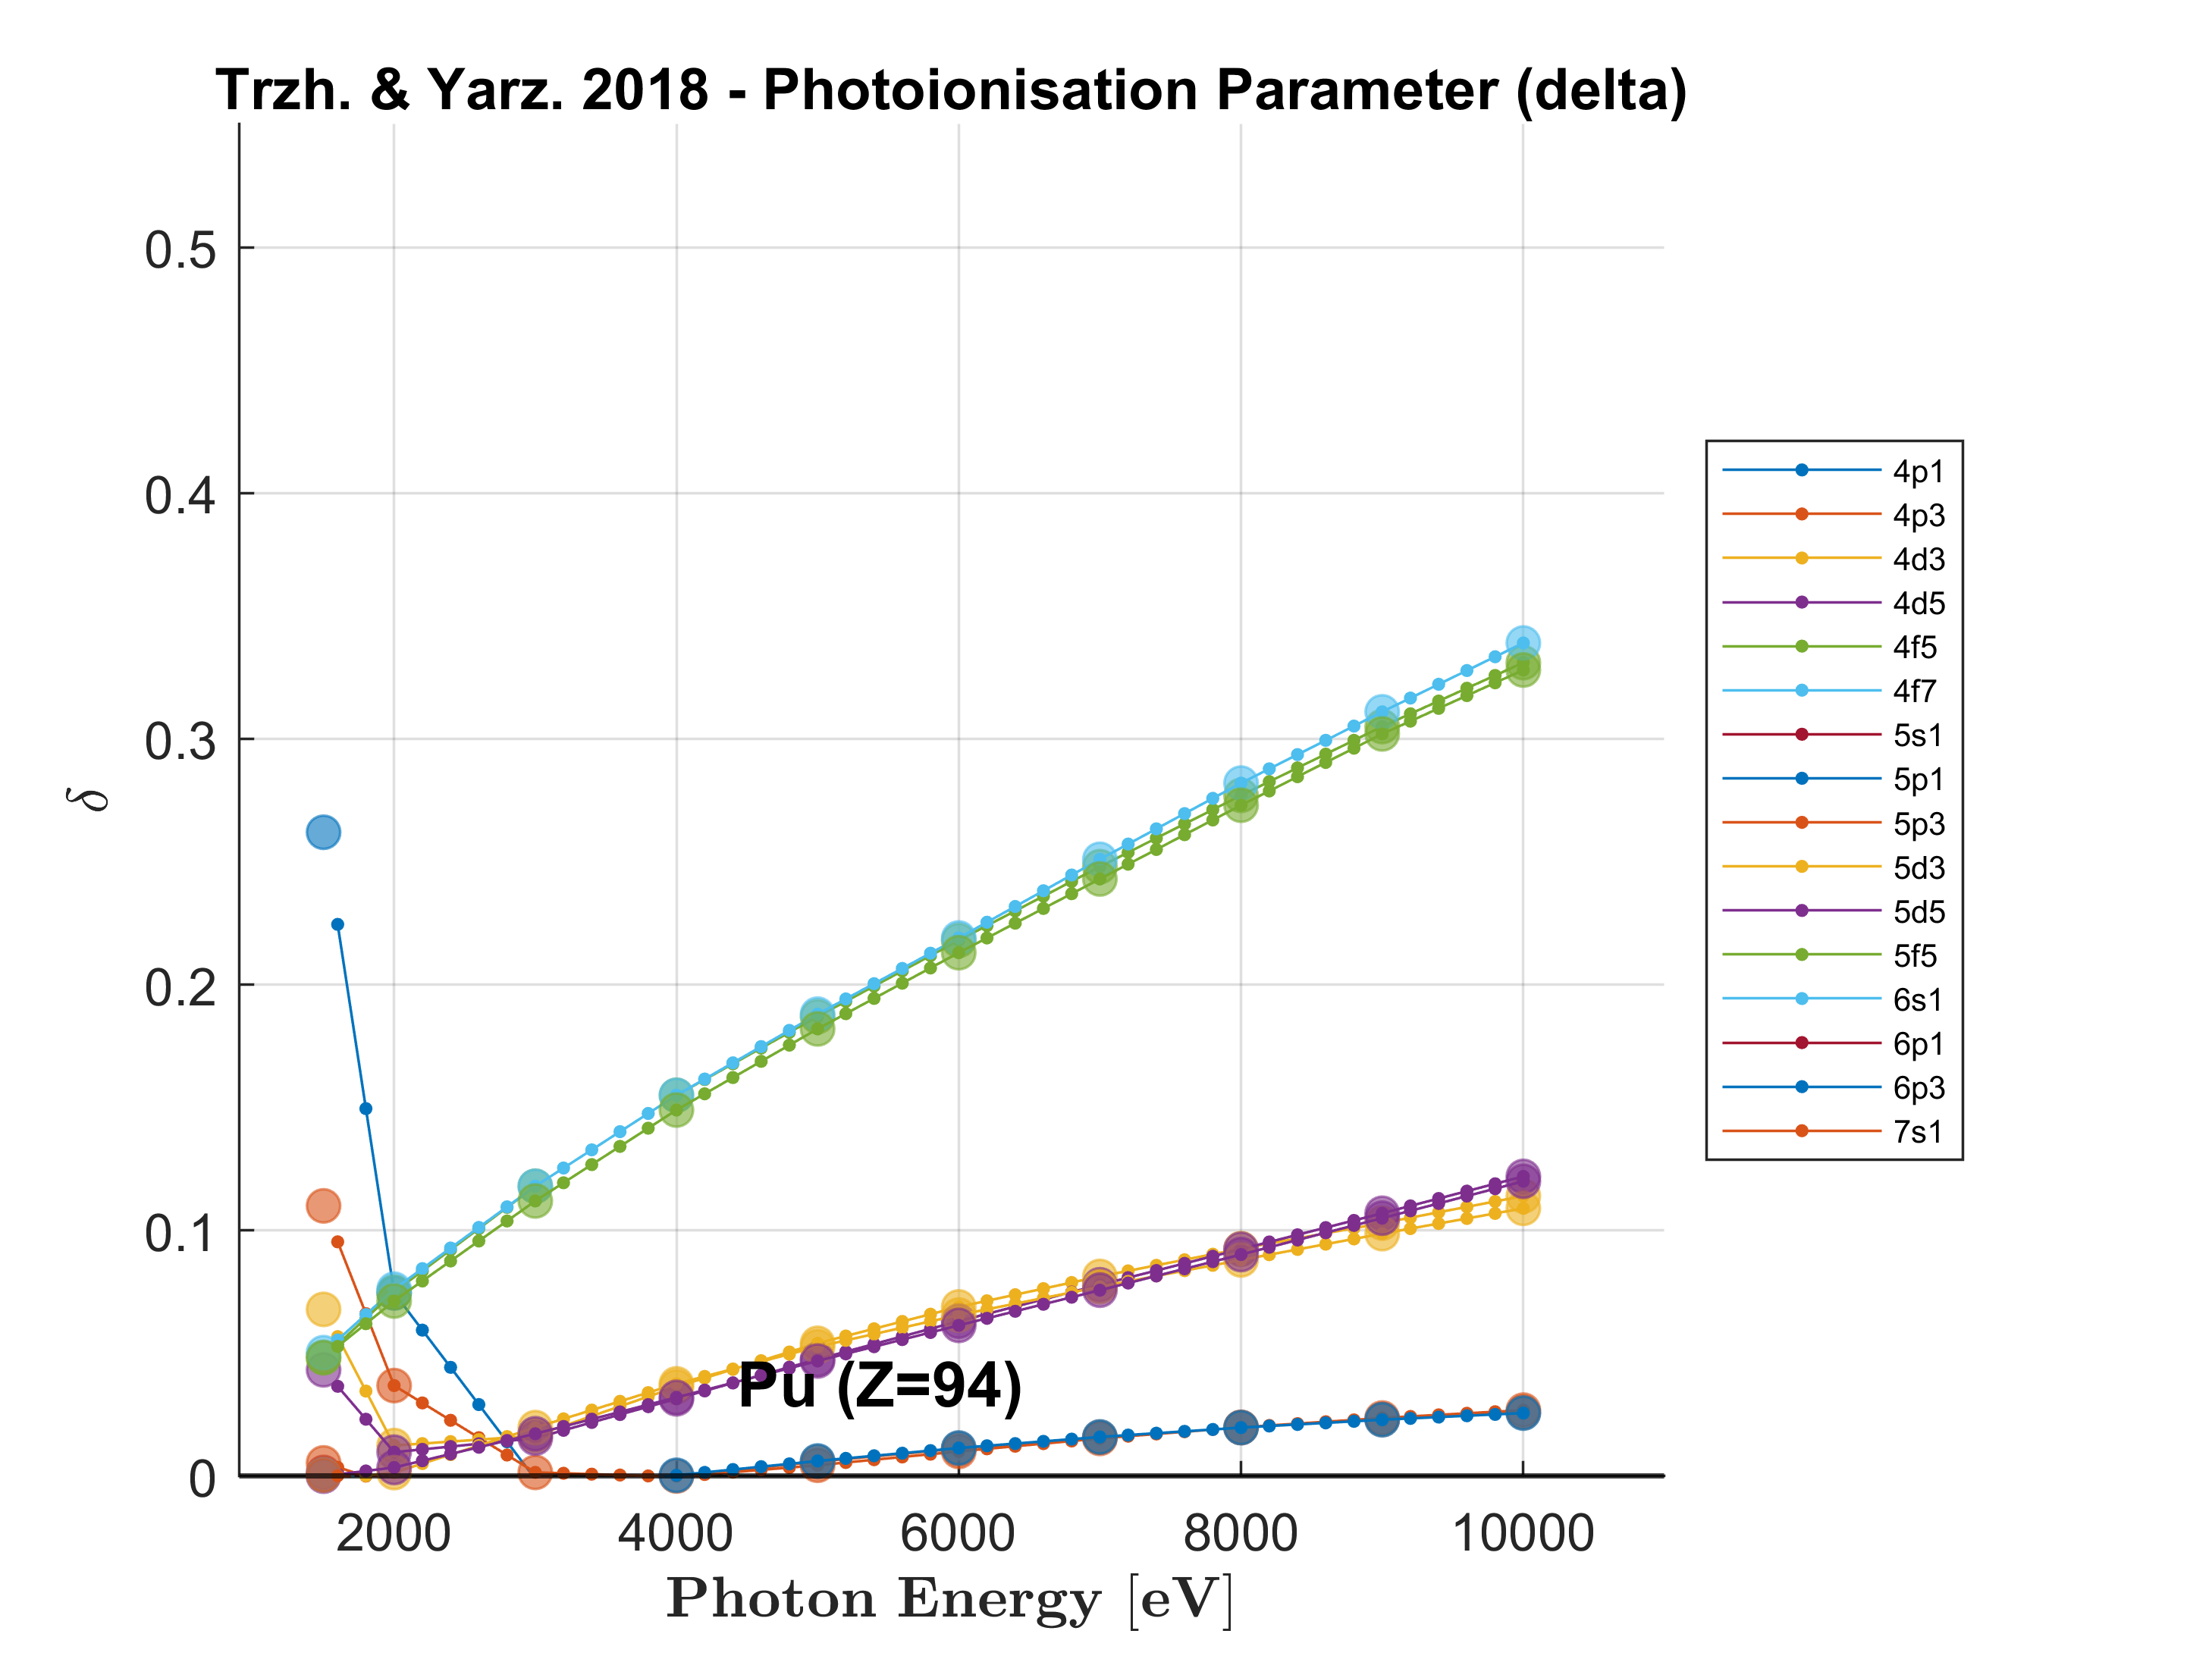 Trzh. & Yarz. 2018 - Photoionisation Parameter (delta)
0.5
0.4
0.3
0.2
0.1
0
δ
2000 4000 6000 8000 10000
Photon Energy [eV]
Pu (Z=94)
4p1
4p3
4d3
4d5
4f5
4f7
5s1
5p1
5p3
5d3
5d5
5f5
6s1
6p1
6p3
7s1